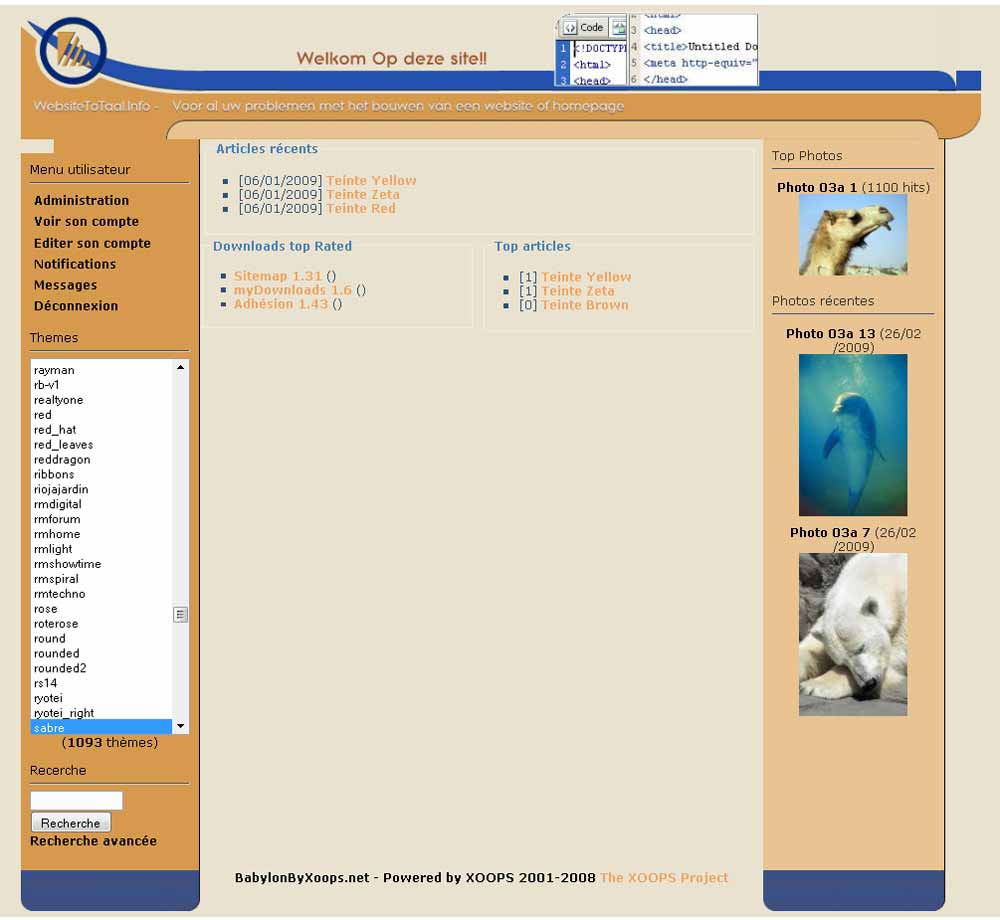 Welkom Op deze site!!
Code
1 <!DOCTYPE
2 <html>
3 <head>
<html>
3 <head>
4 <title>Untitled Do
5 <meta http-equiv="
6 </head>
WebsiteToTaal.Info - Voor al uw problemen met het bouwen van een website of homepage
Menu utilisateur
Administration
Voir son compte
Editer son compte
Notifications
Messages
Déconnexion
Themes
rayman
rb-v1
realtyone
red
red_hat
red_leaves
reddragon
ribbons
riojajardin
rmdigital
rmforum
rmhome
rmlight
rmshowtime
rmspiral
rmtechno
rose
roterose
round
rounded
rounded2
rs14
ryotei
ryotei_right
sabre
(1093 thèmes)
Recerche
Recherche
Recherche avancée
Articles récents
[06/01/2009] Teinte Yellow
[06/01/2009] Teinte Zeta
[06/01/2009] Teinte Red
Downloads top Rated
Sitemap 1.31 ()
myDownloads 1.6 ()
Adhésion 1.43 ()
Top articles
[1] Teinte Yellow
[1] Teinte Zeta
[0] Teinte Brown
Top Photos
Photo 03a 1 (1100 hits)
Photos récentes
Photo 03a 13 (26/02
/2009)
Photo 03a 7 (26/02
/2009)
BabylonByXoops.net - Powered by XOOPS 2001-2008 The XOOPS Project